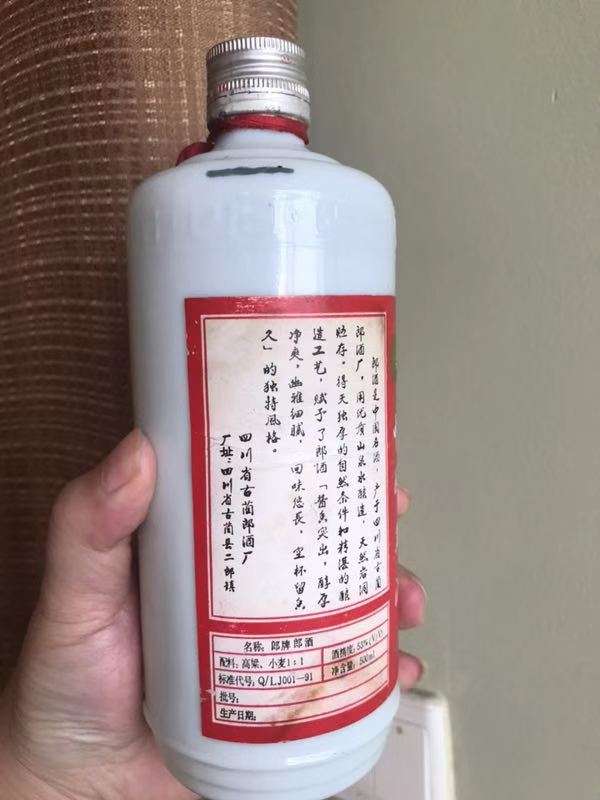 郎酒是中国名酒，产于四川省古蔺
郎酒厂，用优质山泉水酿造，天然岩洞
贮存，得天独厚的自然条件和精湛的酿
造工艺，赋予了郎酒「酱香突出，醇厚
净爽，幽雅细腻，回味悠长，空杯留香
久」的独特风格。
四川省古蔺郎酒厂
厂址：四川省古蔺县二郎镇
名称：郎牌郎酒
配料：高粱、小麦1：1
酒精度：53%(V/V)
标准代号：Q/LJ001—91
净含量：500ml
批号：
生产日期：